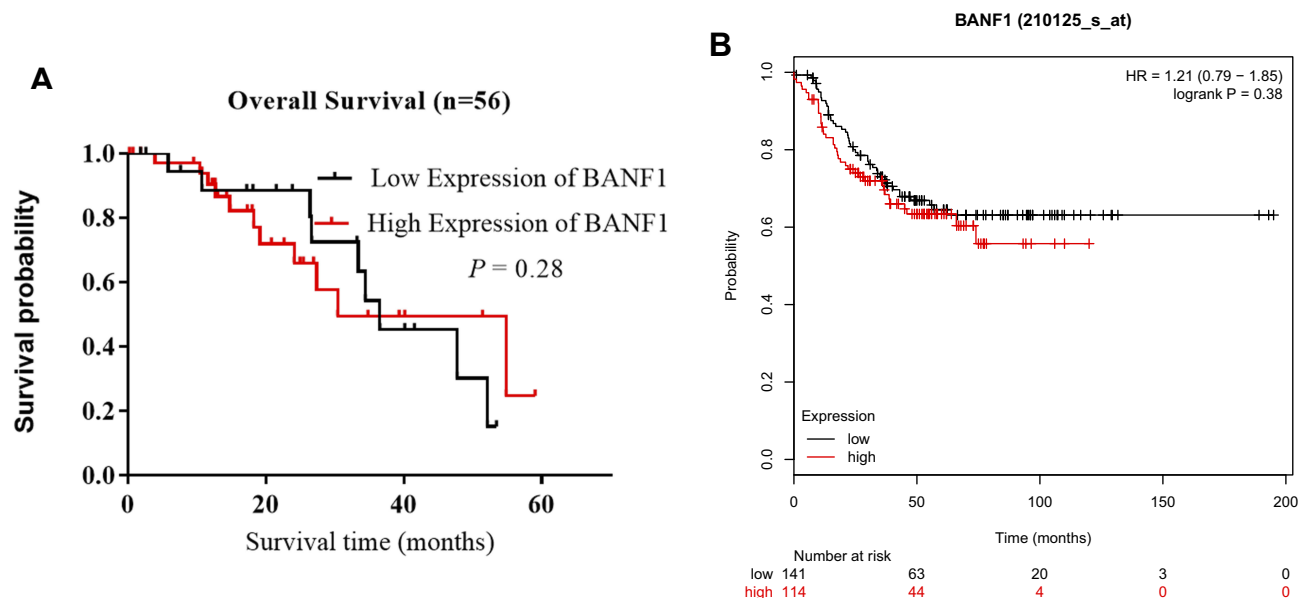 A
Overall Survival (n=56)
Survival probability
1.0
0.8
0.6
0.4
0.2
0.0
Low Expression of BANF1
High Expression of BANF1
P = 0.28
0 20 40 60
Survival time (months)
B
BANF1 (210125_s_at)
HR = 1.21 (0.79 − 1.85)
logrank P = 0.38
Probability
1.0
0.8
0.6
0.4
0.2
0.0
Expression
low
high
0 50 100 150 200
Time (months)
Number at risk
low 141 63 20 3 0
high 114 44 4 0 0